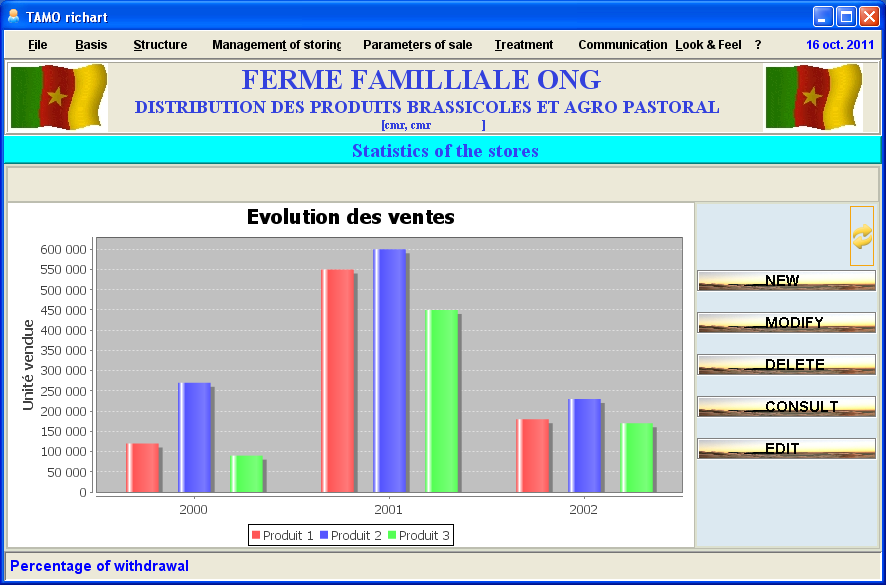 TAMO richart
File Basis Structure Management of storing Parameters of sale Treatment Communication Look & Feel ? 16 oct. 2011
FERME FAMILLIALE ONG
DISTRIBUTION DES PRODUITS BRASSICOLES ET AGRO PASTORAL
[cmr, cmr ]
Statistics of the stores
Evolution des ventes
Unité vendue
600 000
550 000
500 000
450 000
400 000
350 000
300 000
250 000
200 000
150 000
100 000
50 000
0
2000 2001 2002
Produit 1 Produit 2 Produit 3
NEW
MODIFY
DELETE
CONSULT
EDIT
Percentage of withdrawal